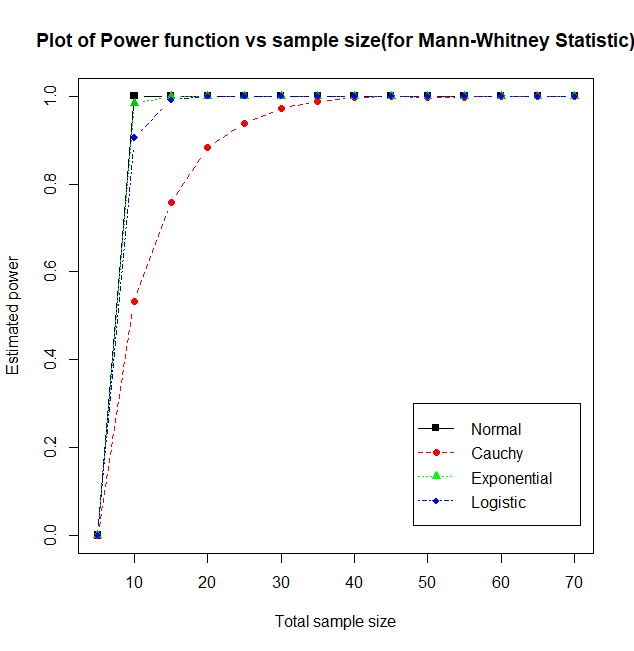 Plot of Power function vs sample size(for Mann-Whitney Statistic)
1.0
0.8
0.6
0.4
0.2
0.0
Estimated power
Normal
Cauchy
Exponential
Logistic
10 20 30 40 50 60 70
Total sample size